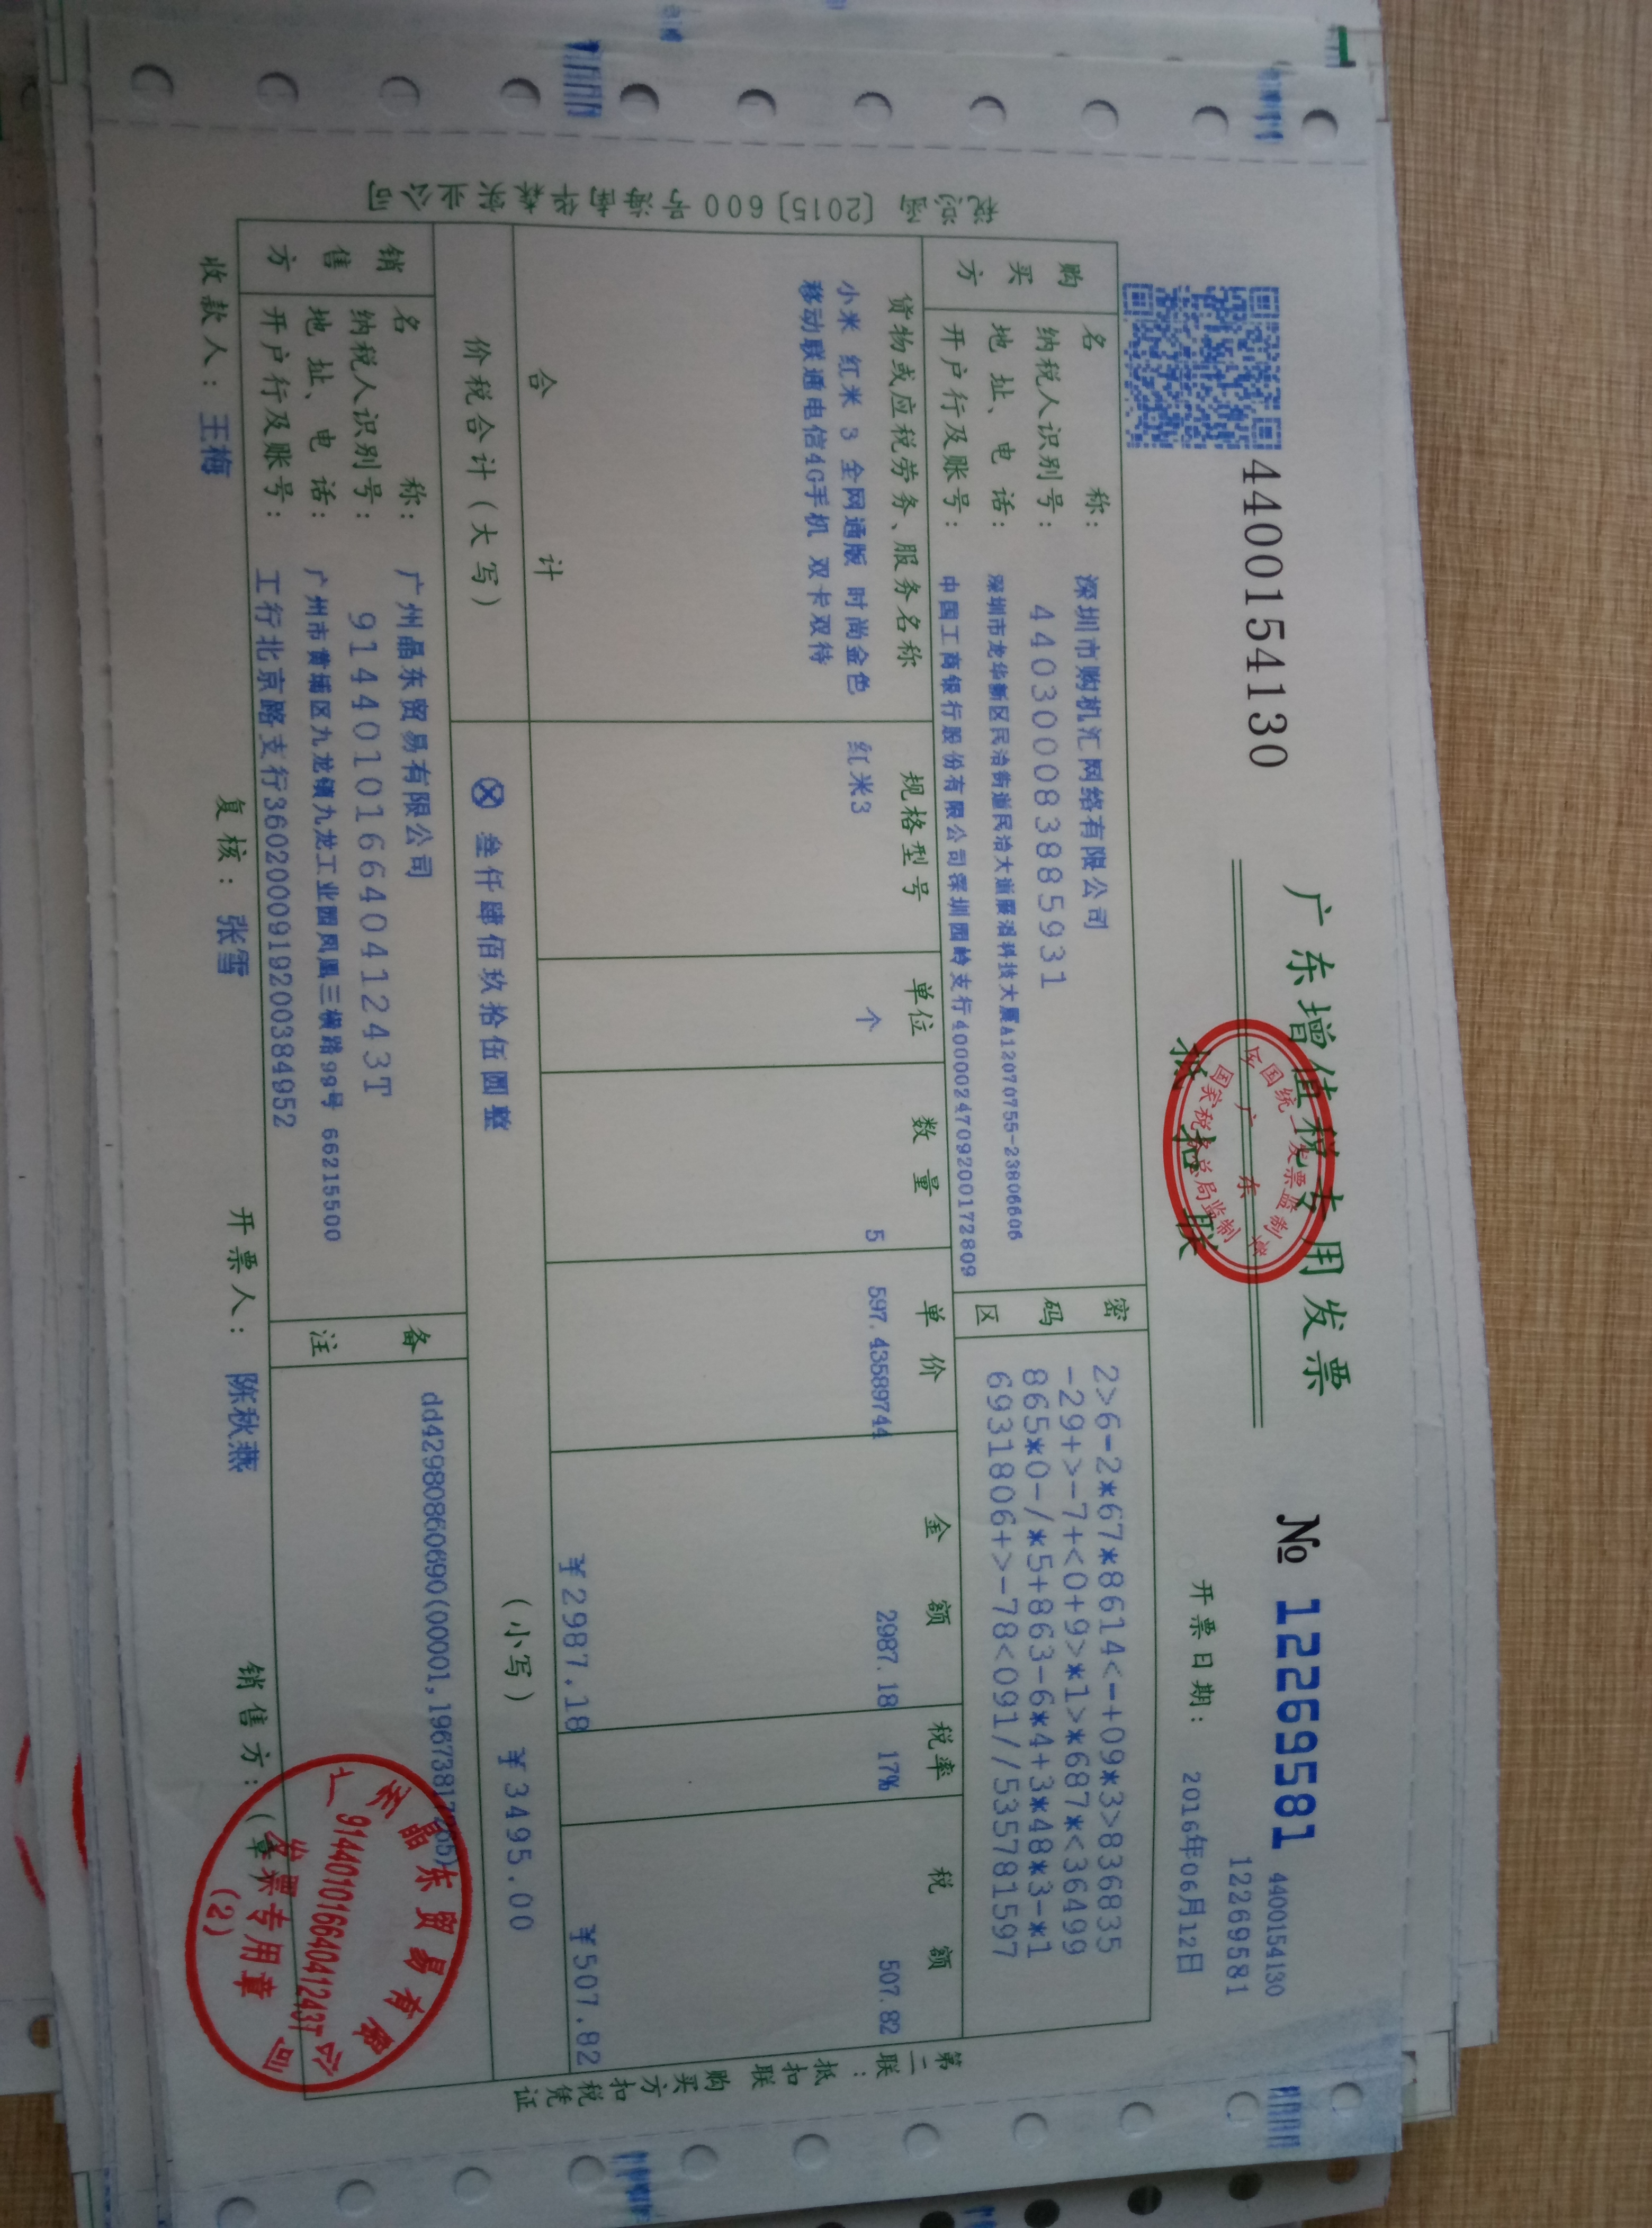 4400154130
广东增值税专用发票
抵扣联
全国统一发票监制章
广东
国家税务总局监制
№ 12269581
4400154130
12269581
开票日期： 2016年06月12日
购买方
名 称： 深圳市购机汇网络有限公司
纳税人识别号： 440300083885931
地 址、电 话： 深圳市龙华新区民治街道民治大道展滔科技大厦A12070755-23806606
开户行及账号： 中国工商银行股份有限公司深圳园岭支行4000024709200172809
密码区
2>6-2*67*8614<-+09*3>836835
-29+>-7+<0+9>*1>*687*<36499
865*0-/*5+863-6*4+3*48*3-*1
6931806+>-78<091//533781597
货物或应税劳务、服务名称 规格型号 单位 数 量 单 价 金 额 税率 税 额
小米 红米 3 全网通版 时尚金色 红米3 个 5 597.43589744 2987.18 17% 507.82
移动联通电信4G手机 双卡双待
合 计 ￥2987.18 ￥507.82
价税合计（大写） ⊗ 叁仟肆佰玖拾伍圆整 （小写） ￥3495.00
销售方
名 称： 广州晶东贸易有限公司
纳税人识别号： 91440101664041243T
地 址、电 话： 广州市黄埔区九龙镇九龙工业园凤凰三横路99号 66215500
开户行及账号： 工行北京路支行3602000919200384952
备注
dd42980860690(00001,19673817
收款人： 王梅 复核： 张雪 开票人： 陈秋燕 销售方：（章）
广州晶东贸易有限公司
91440101664041243T
发票专用章
（2）
税总函〔2015〕600号海南华森实业公司
第二联：抵扣联 购买方扣税凭证